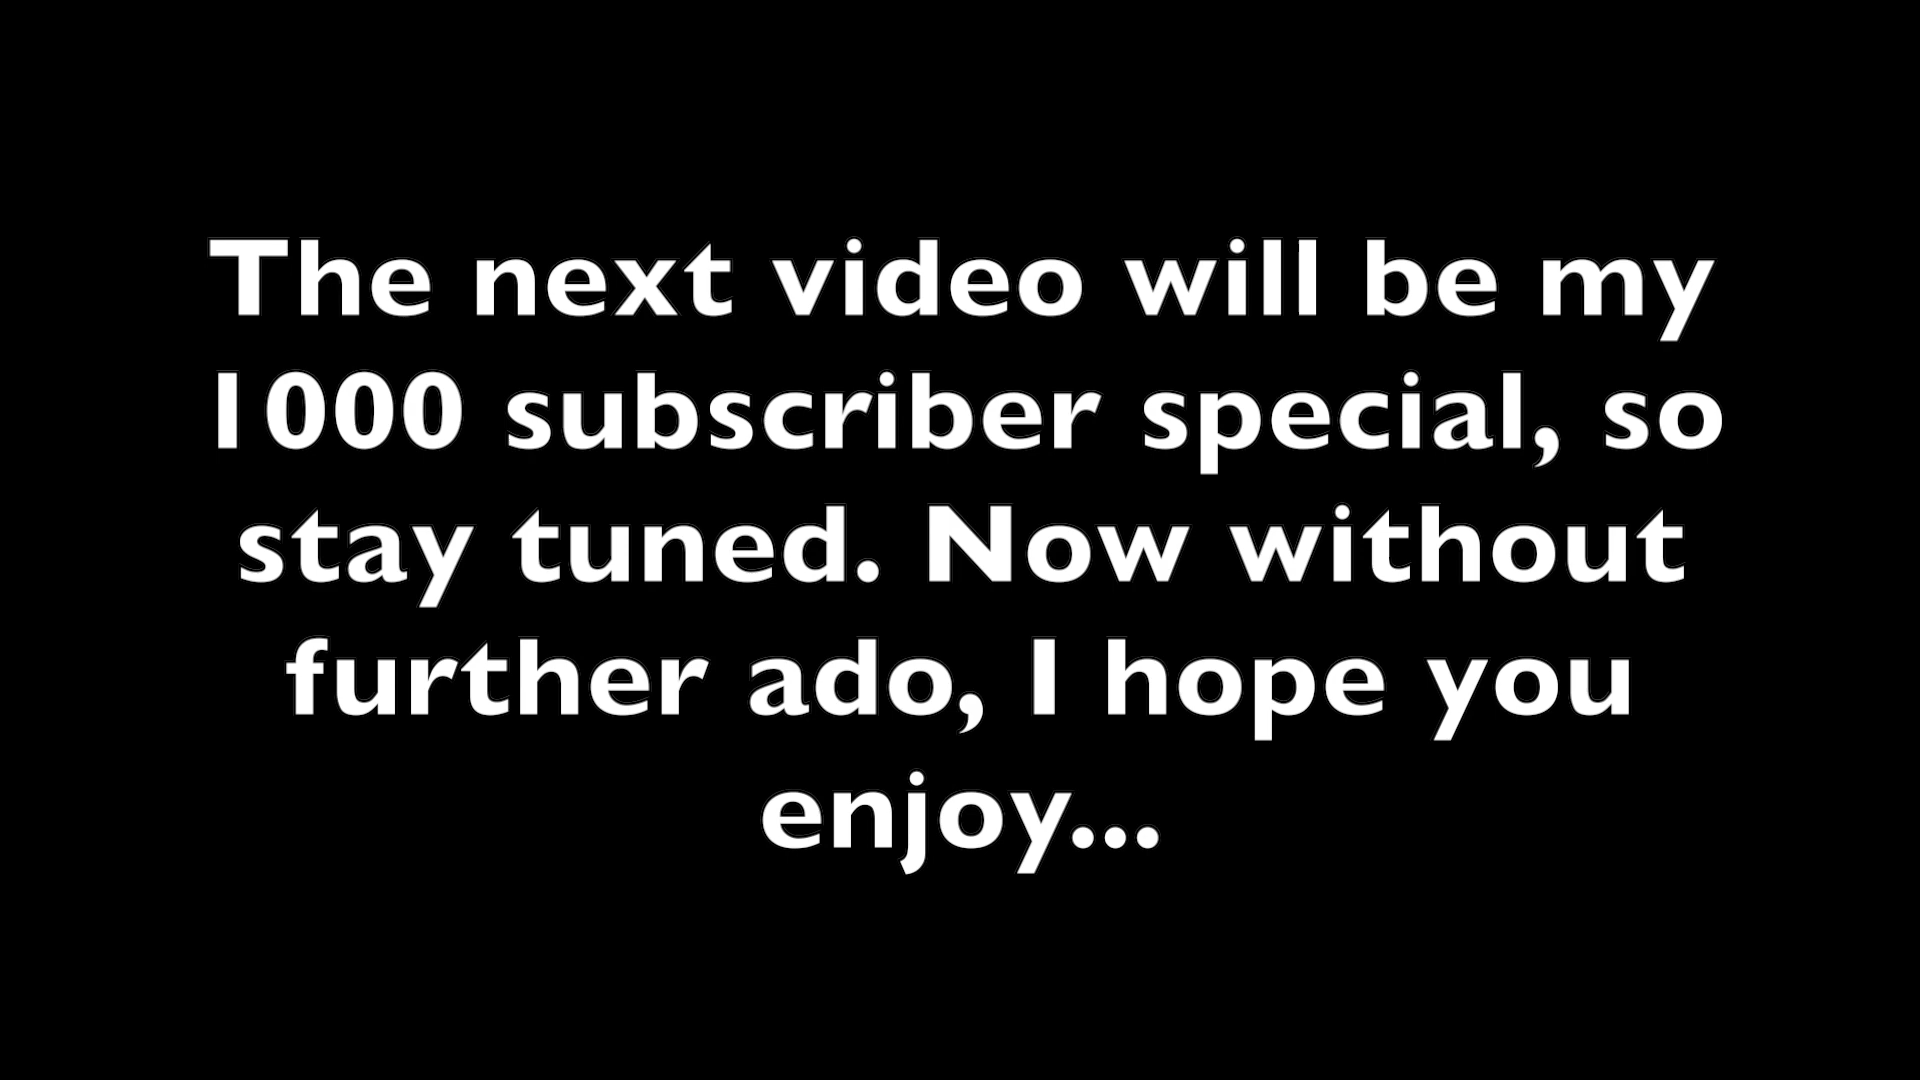 The next video will be my
1000 subscriber special, so
stay tuned. Now without
further ado, I hope you
enjoy...